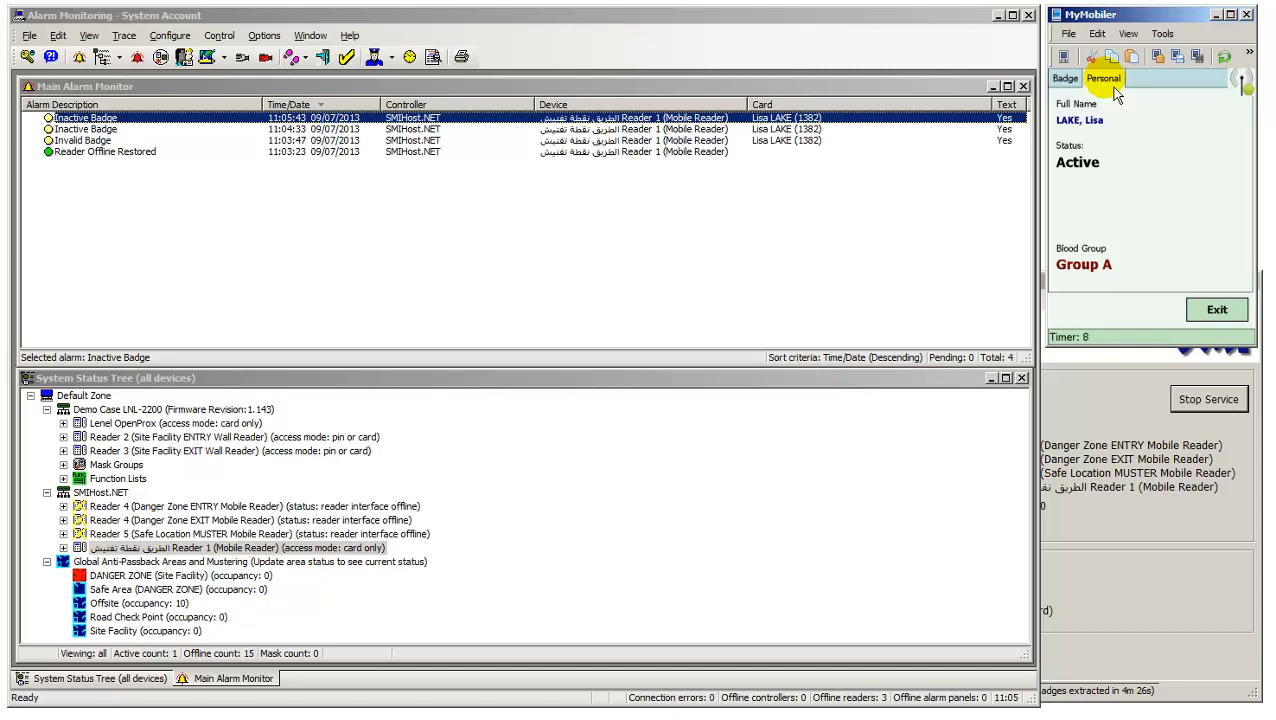 Alarm Monitoring - System Account
File Edit View Trace Configure Control Options Window Help
Main Alarm Monitor
Alarm Description Time/Date Controller Device Card Text
Inactive Badge 11:05:43 09/07/2013 SMIHost.NET الطريق نقطة تفتيش Reader 1 (Mobile Reader) Lisa LAKE (1382) Yes
Inactive Badge 11:04:33 09/07/2013 SMIHost.NET الطريق نقطة تفتيش Reader 1 (Mobile Reader) Lisa LAKE (1382) Yes
Invalid Badge 11:03:47 09/07/2013 SMIHost.NET الطريق نقطة تفتيش Reader 1 (Mobile Reader) Lisa LAKE (1382) Yes
Reader Offline Restored 11:03:23 09/07/2013 SMIHost.NET الطريق نقطة تفتيش Reader 1 (Mobile Reader)
Selected alarm: Inactive Badge Sort criteria: Time/Date (Descending) Pending: 0 Total: 4
System Status Tree (all devices)
Default Zone
Demo Case LNL-2200 (Firmware Revision:1.143)
Lenel OpenProx (access mode: card only)
Reader 2 (Site Facility ENTRY Wall Reader) (access mode: pin or card)
Reader 3 (Site Facility EXIT Wall Reader) (access mode: pin or card)
Mask Groups
Function Lists
SMIHost.NET
Reader 4 (Danger Zone ENTRY Mobile Reader) (status: reader interface offline)
Reader 4 (Danger Zone EXIT Mobile Reader) (status: reader interface offline)
Reader 5 (Safe Location MUSTER Mobile Reader) (status: reader interface offline)
الطريق نقطة تفتيش Reader 1 (Mobile Reader) (access mode: card only)
Global Anti-Passback Areas and Mustering (Update area status to see current status)
DANGER ZONE (Site Facility) (occupancy: 0)
Safe Area (DANGER ZONE) (occupancy: 0)
Offsite (occupancy: 10)
Road Check Point (occupancy: 0)
Site Facility (occupancy: 0)
Viewing: all Active count: 1 Offline count: 15 Mask count: 0
System Status Tree (all devices) Main Alarm Monitor
Ready Connection errors: 0 Offline controllers: 0 Offline readers: 3 Offline alarm panels: 0 11:05
MyMobiler
File Edit View Tools
Badge Personal
Full Name
LAKE, Lisa
Status:
Active
Blood Group
Group A
Exit
Timer: 8
Stop Service
(Danger Zone ENTRY Mobile Reader)
(Danger Zone EXIT Mobile Reader)
(Safe Location MUSTER Mobile Reader)
الطريق نق Reader 1 (Mobile Reader)
0
rd)
adges extracted in 4m 26s)